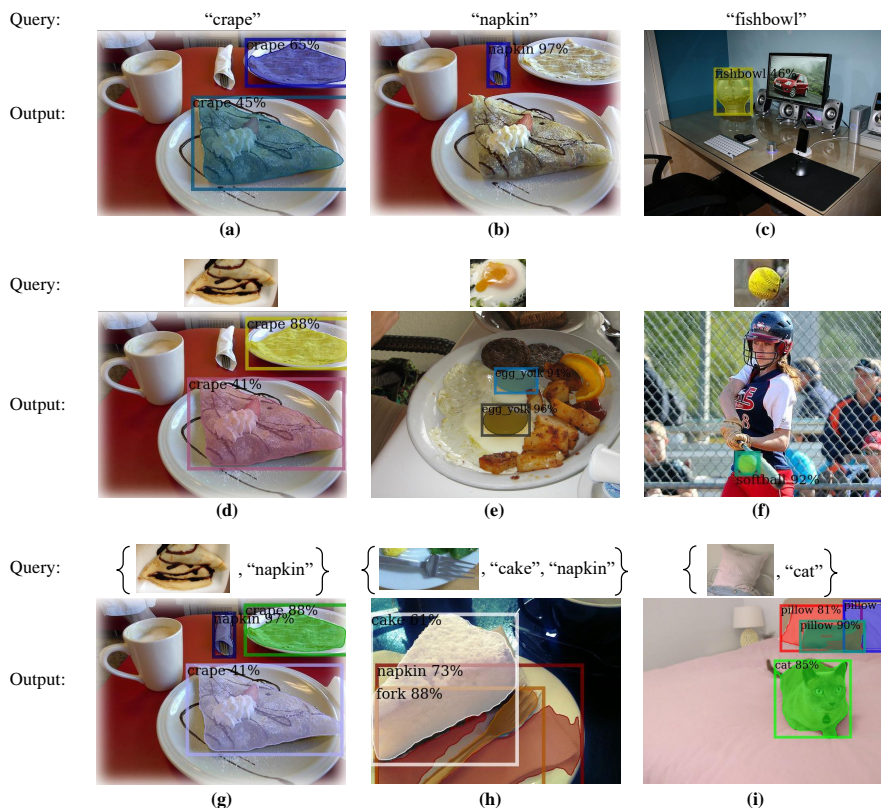 Query: “crape” “napkin” “fishbowl”
Output:
crape 65%
crape 45%
napkin 97%
fishbowl 46%
(a) (b) (c)
Query:
Output:
crape 88%
crape 41%
egg_yolk 94%
egg_yolk 96%
softball 92%
(d) (e) (f)
Query: { , “napkin” } { , “cake”, “napkin” } { , “cat” }
Output:
crape 88%
napkin 97%
crape 41%
cake 61%
napkin 73%
fork 88%
pillow 81%
pillow
pillow 90%
cat 85%
(g) (h) (i)